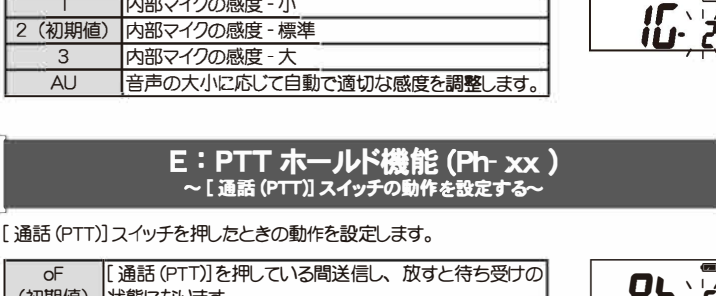 1 内部マイクの感度 - 小
2（初期値） 内部マイクの感度 - 標準
3 内部マイクの感度 - 大
AU 音声の大小に応じて自動で適切な感度を調整します。
E：PTT ホールド機能 (Ph- xx )
～ [ 通話 (PTT)] スイッチの動作を設定する～
[ 通話 (PTT)] スイッチを押したときの動作を設定します。
oF [ 通話 (PTT)] を押している間送信し、放すと待ち受けの
（初期値） 状態になります